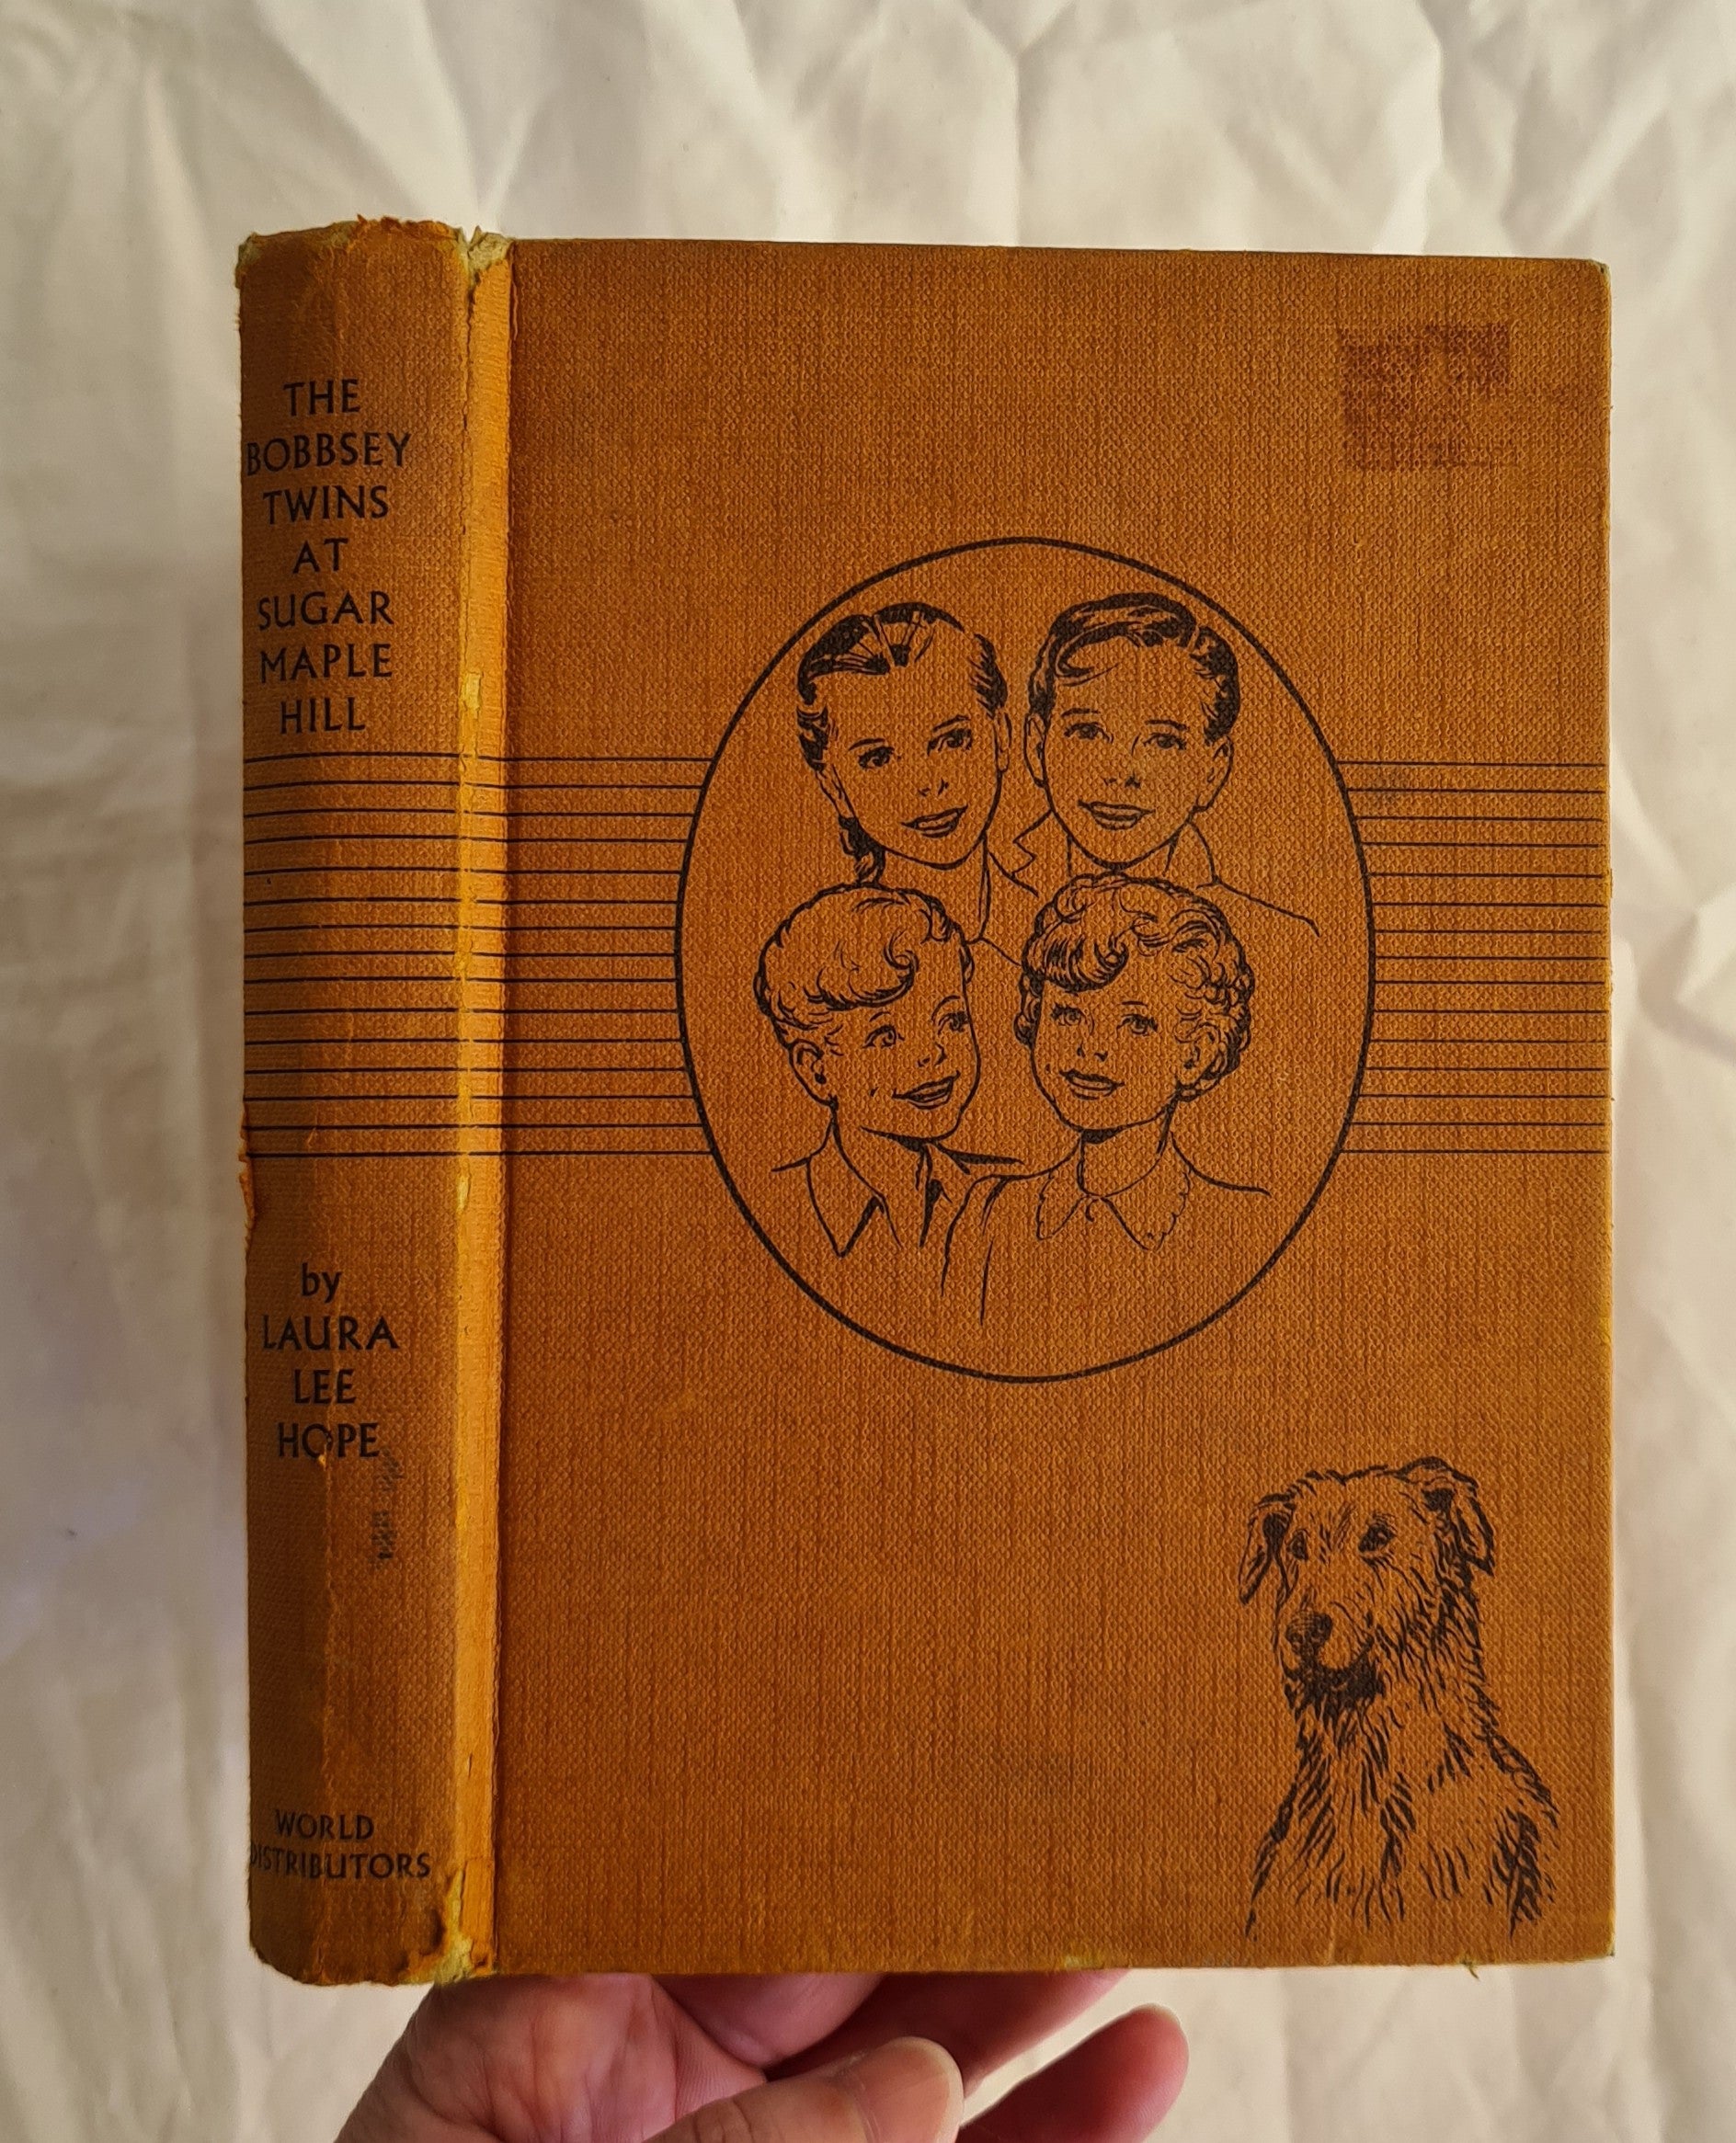 THE
BOBBSEY
TWINS
AT
SUGAR
MAPLE
HILL
by
LAURA
LEE
HOPE
WORLD
DISTRIBUTORS